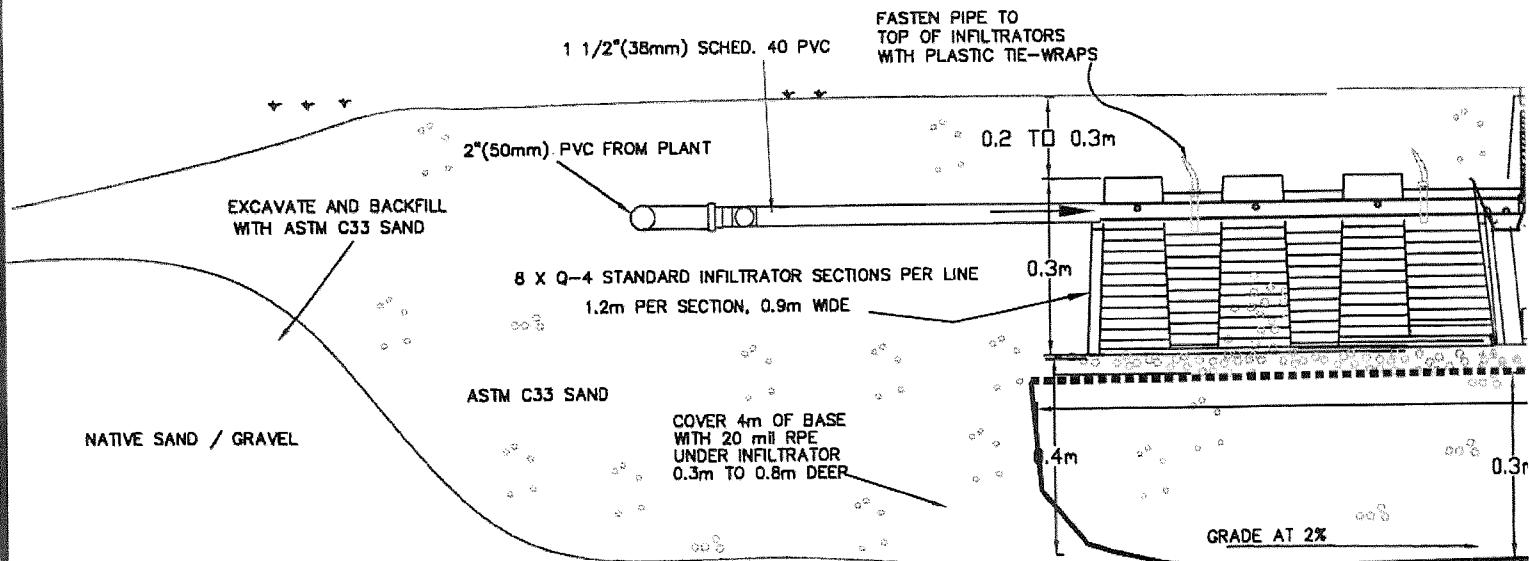 FASTEN PIPE TO
TOP OF INFILTRATORS
WITH PLASTIC TIE-WRAPS
1 1/2"(38mm) SCHED. 40 PVC
0.2 TO 0.3m
2"(50mm) PVC FROM PLANT
EXCAVATE AND BACKFILL
WITH ASTM C33 SAND
8 X Q-4 STANDARD INFILTRATOR SECTIONS PER LINE
1.2m PER SECTION, 0.9m WIDE
0.3m
ASTM C33 SAND
NATIVE SAND / GRAVEL
COVER 4m OF BASE
WITH 20 mil RPE
UNDER INFILTRATOR
0.3m TO 0.8m DEEP
.4m
0.3m
GRADE AT 2%